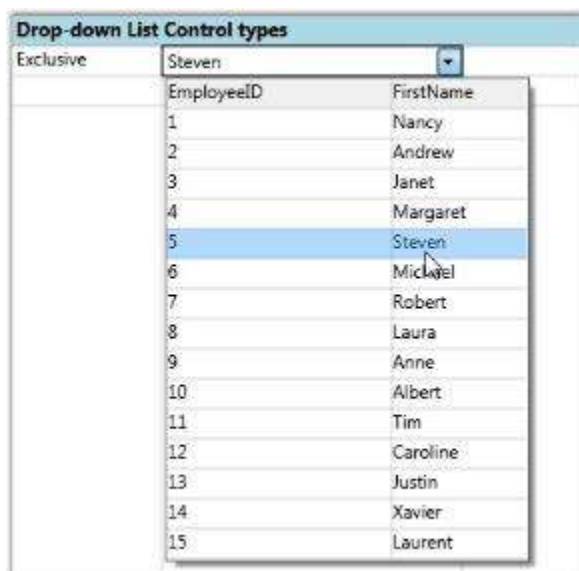 Drop-down List Control types
Exclusive Steven
EmployeeID FirstName
1 Nancy
2 Andrew
3 Janet
4 Margaret
5 Steven
6 Michael
7 Robert
8 Laura
9 Anne
10 Albert
11 Tim
12 Caroline
13 Justin
14 Xavier
15 Laurent